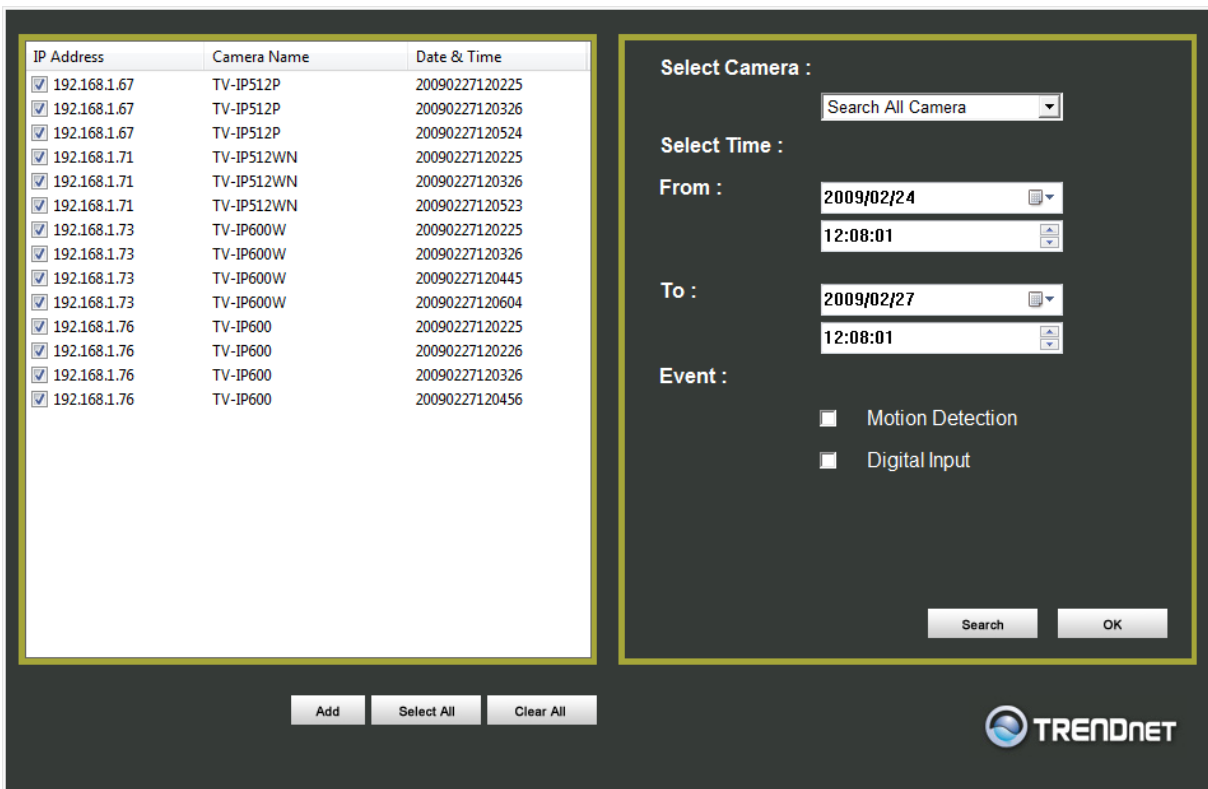 IP Address Camera Name Date & Time
192.168.1.67 TV-IP512P 20090227120225
192.168.1.67 TV-IP512P 20090227120326
192.168.1.67 TV-IP512P 20090227120524
192.168.1.71 TV-IP512WN 20090227120225
192.168.1.71 TV-IP512WN 20090227120326
192.168.1.71 TV-IP512WN 20090227120523
192.168.1.73 TV-IP600W 20090227120225
192.168.1.73 TV-IP600W 20090227120326
192.168.1.73 TV-IP600W 20090227120445
192.168.1.73 TV-IP600W 20090227120604
192.168.1.76 TV-IP600 20090227120225
192.168.1.76 TV-IP600 20090227120226
192.168.1.76 TV-IP600 20090227120326
192.168.1.76 TV-IP600 20090227120456
Add Select All Clear All
Select Camera :
Search All Camera
Select Time :
From :
2009/02/24
12:08:01
To :
2009/02/27
12:08:01
Event :
Motion Detection
Digital Input
Search OK
TRENDnet